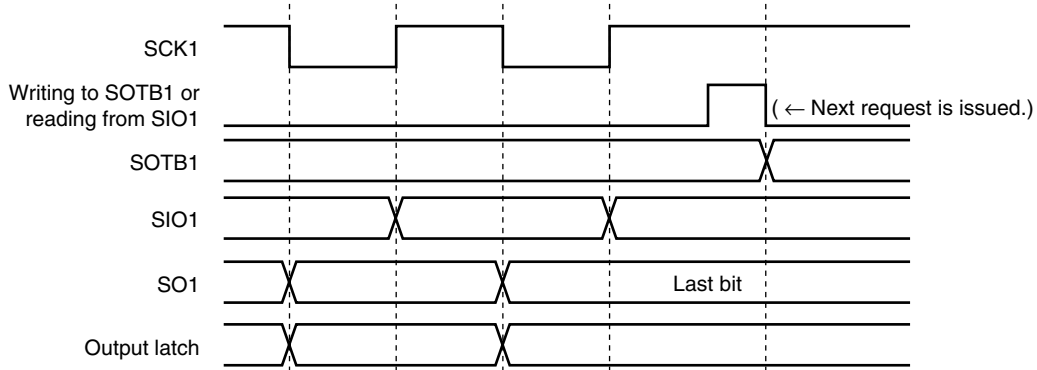 SCK1
Writing to SOTB1 or
reading from SIO1
( ← Next request is issued.)
SOTB1
SIO1
SO1
Last bit
Output latch